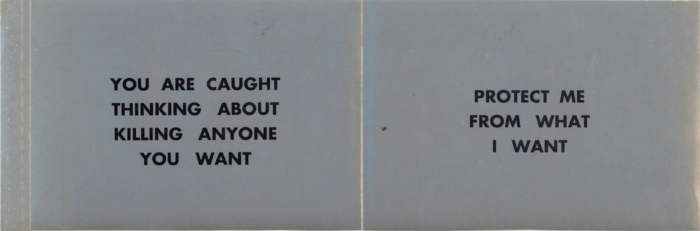 YOU ARE CAUGHT
THINKING ABOUT
KILLING ANYONE
YOU WANT
PROTECT ME
FROM WHAT
I WANT